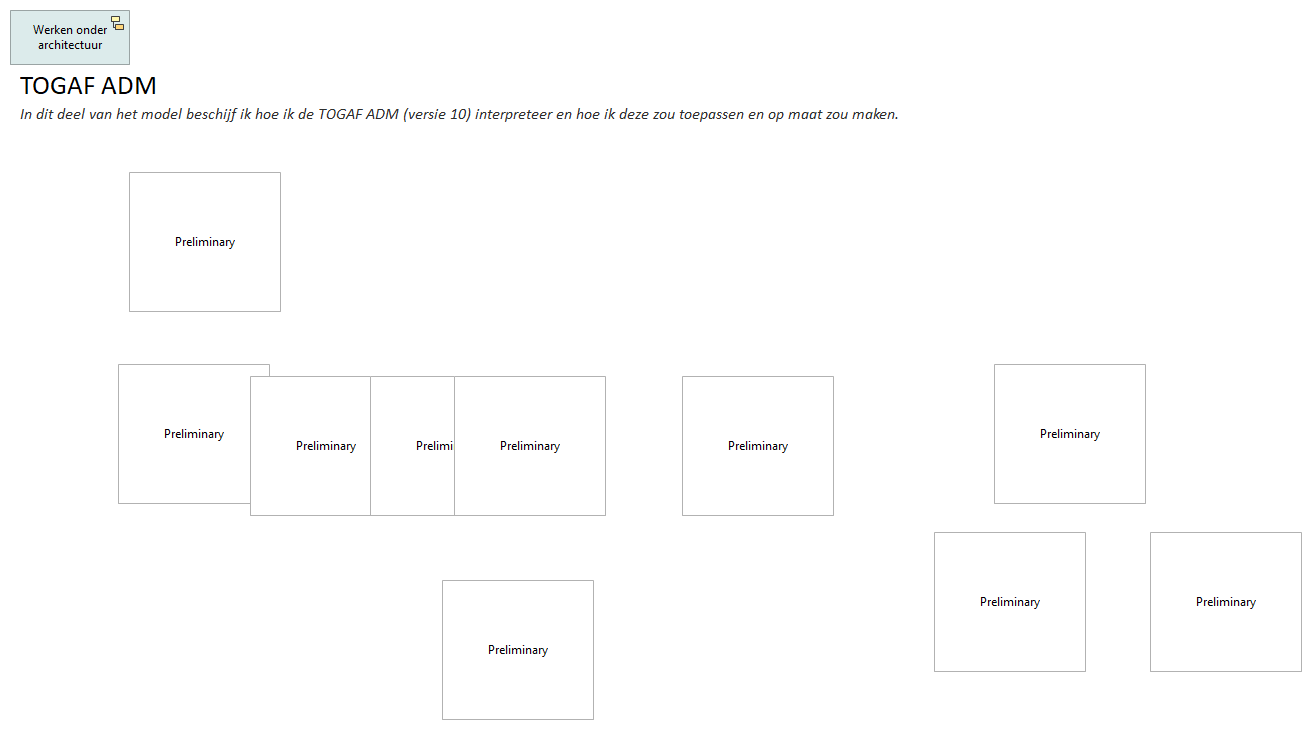 Werken onder
architectuur
TOGAF ADM
In dit deel van het model beschijf ik hoe ik de TOGAF ADM (versie 10) interpreteer en hoe ik deze zou toepassen en op maat zou maken.
Preliminary
Preliminary
Preliminary
Prelimi
Preliminary
Preliminary
Preliminary
Preliminary
Preliminary
Preliminary